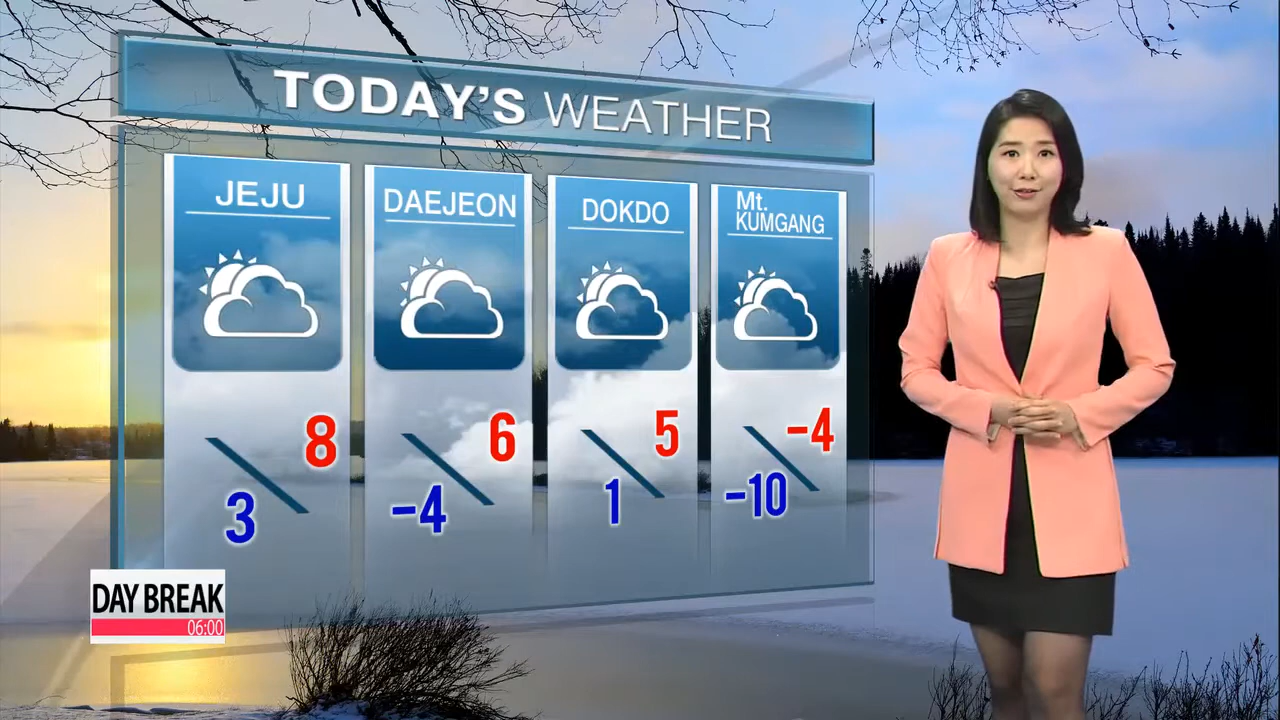 TODAY'S WEATHER
JEJU
3
8
DAEJEON
-4
6
DOKDO
1
5
Mt.
KUMGANG
-10
-4
DAY BREAK
06:00